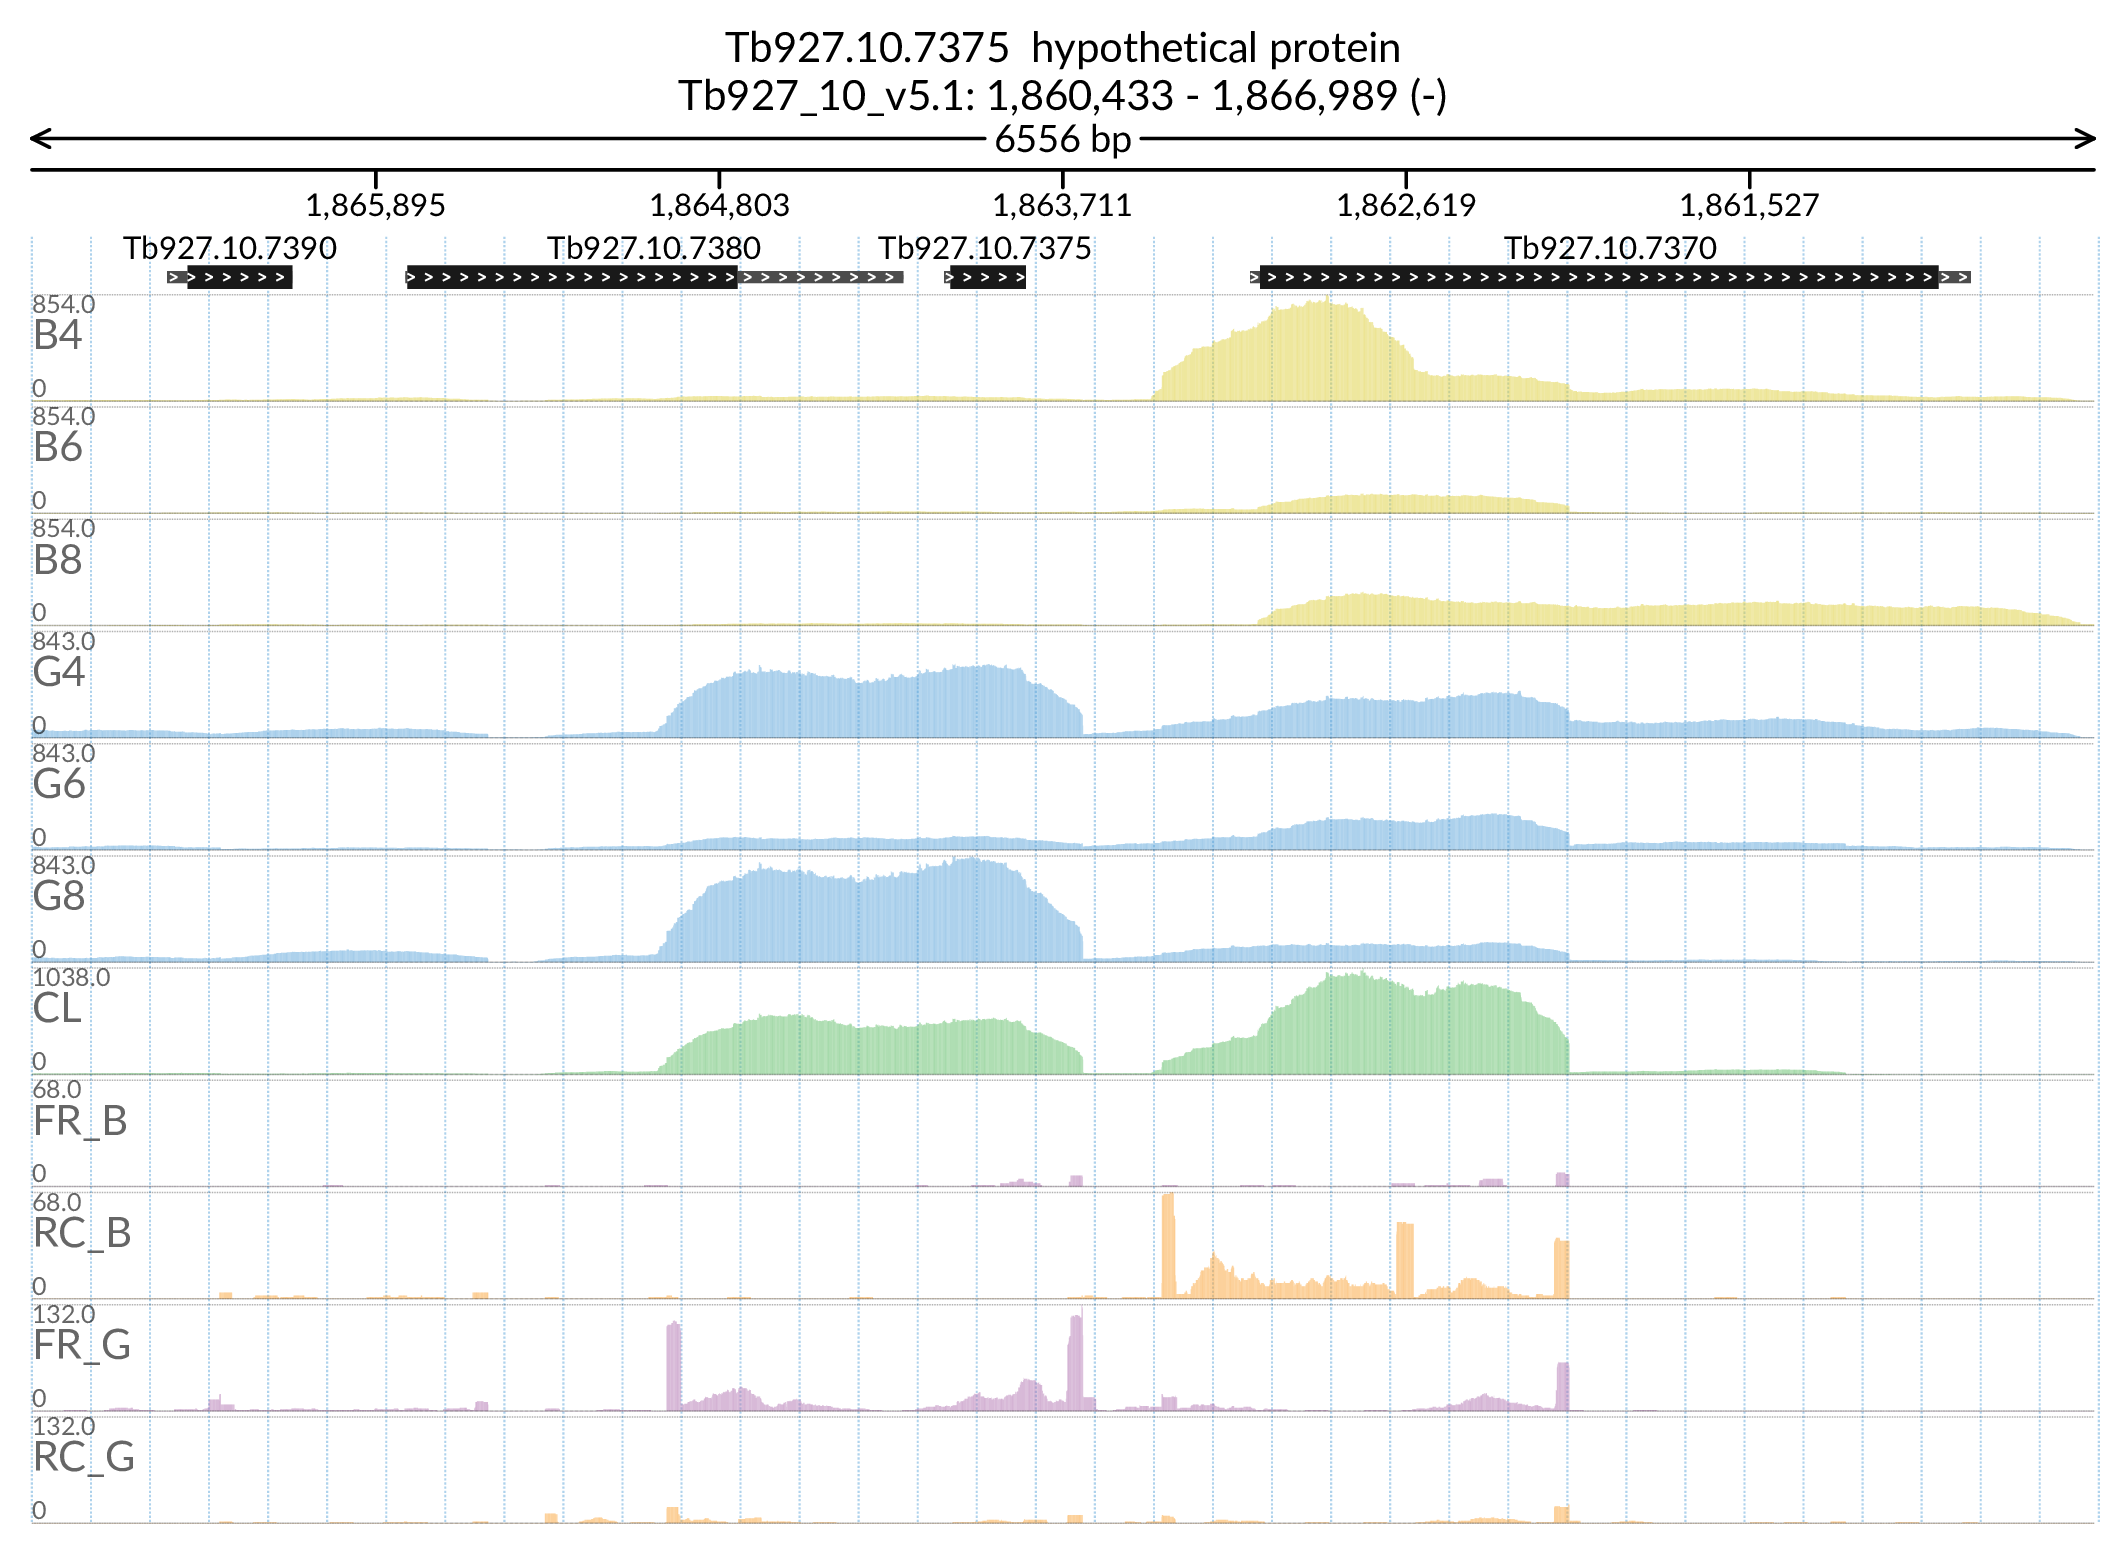 Tb927.10.7375 hypothetical protein
Tb927_10_v5.1: 1,860,433 - 1,866,989 (-)
6556 bp
1,865,895 1,864,803 1,863,711 1,862,619 1,861,527
Tb927.10.7390 Tb927.10.7380 Tb927.10.7375 Tb927.10.7370
854.0
B4
0
854.0
B6
0
854.0
B8
0
843.0
G4
0
843.0
G6
0
843.0
G8
0
1038.0
CL
0
68.0
FR_B
0
68.0
RC_B
0
132.0
FR_G
0
132.0
RC_G
0